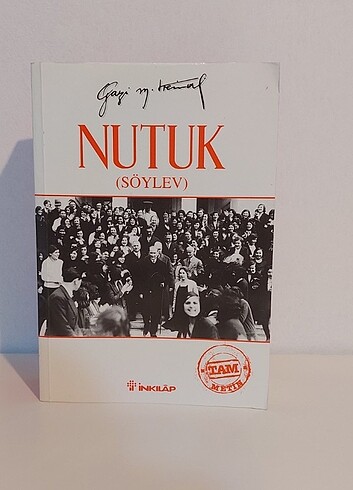 Gazi M. Kemal
NUTUK
(SÖYLEV)
TAM
METİN
İNKILÂP